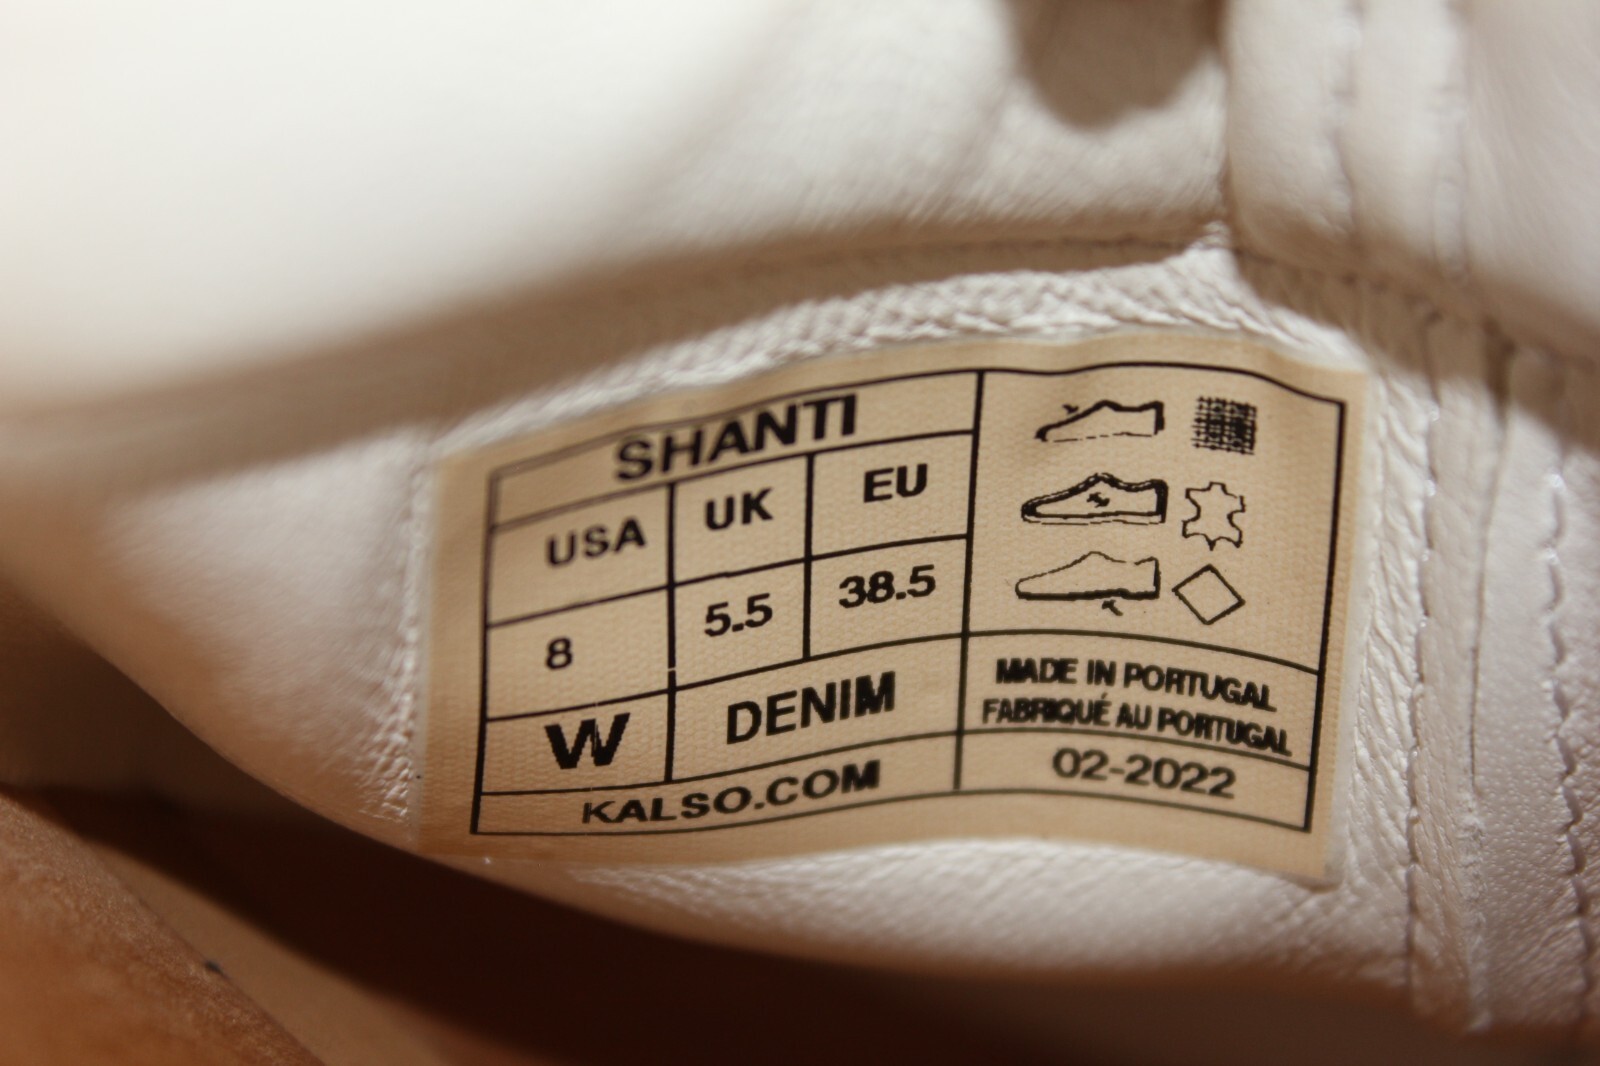 SHANTI
USA UK EU
8 5.5 38.5
W DENIM
KALSO.COM
MADE IN PORTUGAL
FABRIQUÉ AU PORTUGAL
02-2022